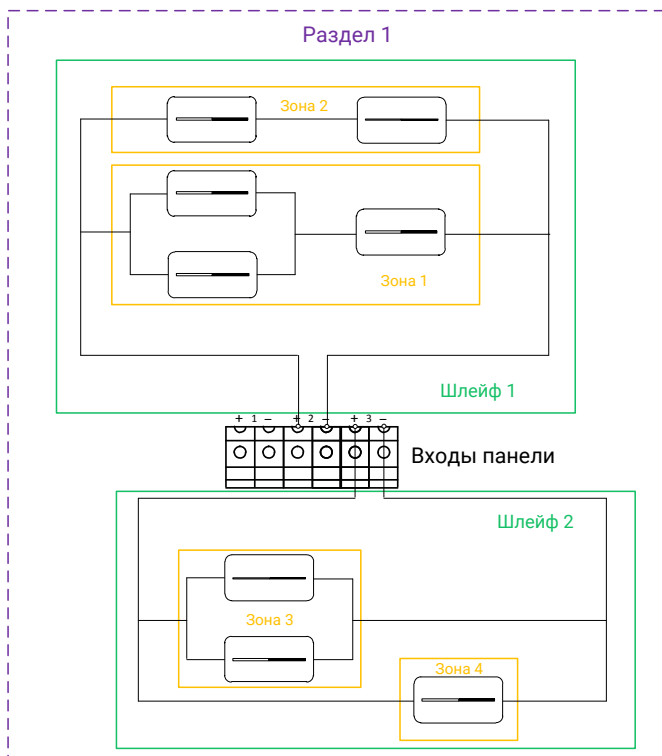 Раздел 1
Зона 2
Зона 1
Шлейф 1
+ 1 − + 2 − + 3 −
Входы панели
Шлейф 2
Зона 3
Зона 4